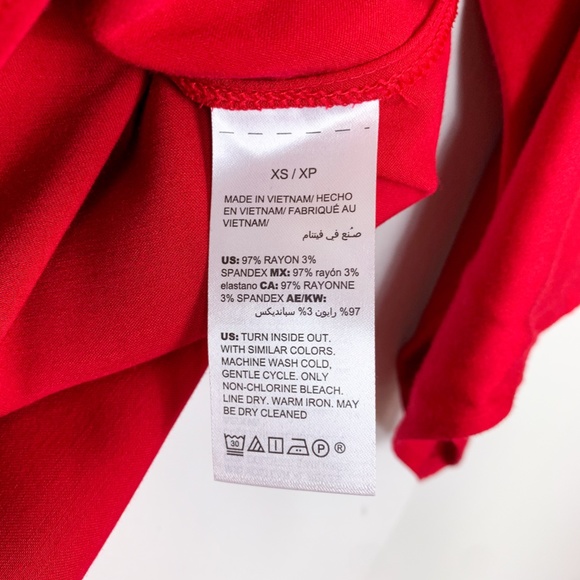 XS / XP
MADE IN VIETNAM/ HECHO
EN VIETNAM/ FABRIQUÉ AU
VIETNAM/
صنع في فيتنام
US: 97% RAYON 3%
SPANDEX MX: 97% rayón 3%
elastano CA: 97% RAYONNE
3% SPANDEX AE/KW:
97% رايون 3% سبانديكس
US: TURN INSIDE OUT.
WITH SIMILAR COLORS.
MACHINE WASH COLD,
GENTLE CYCLE. ONLY
NON-CHLORINE BLEACH.
LINE DRY. WARM IRON. MAY
BE DRY CLEANED
30 P ®